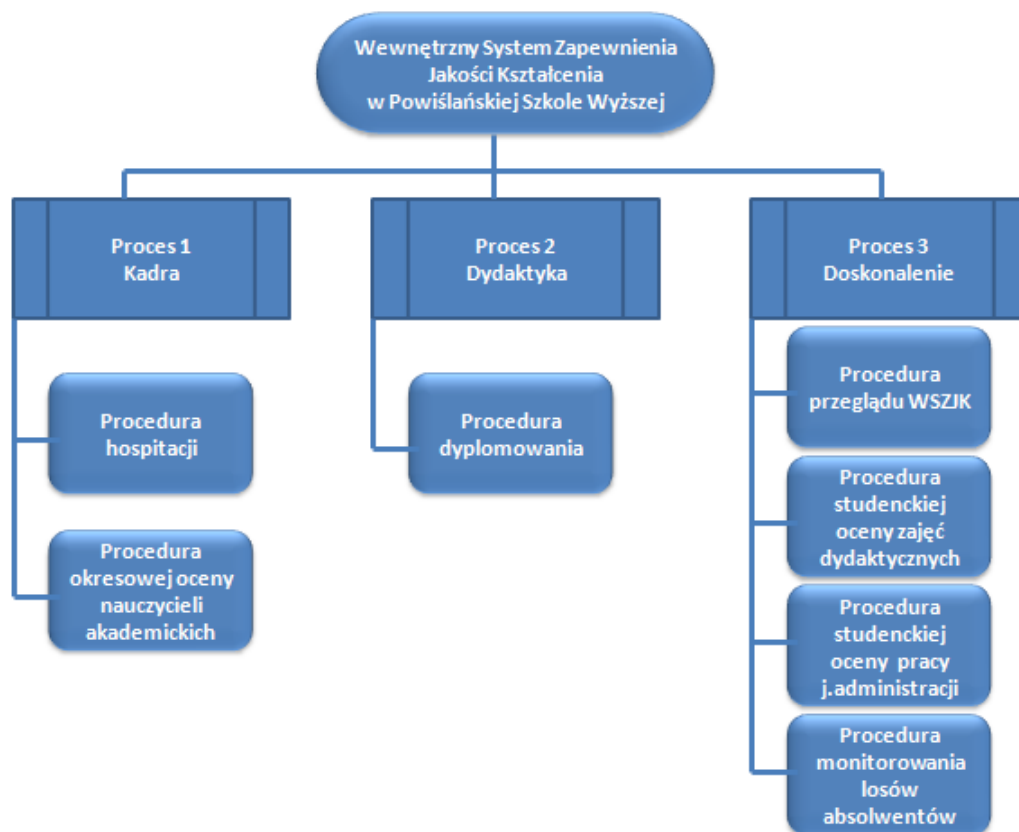 Wewnętrzny System Zapewnienia
Jakości Kształcenia
w Powiślańskiej Szkole Wyższej
Proces 1
Kadra
Procedura
hospitacji
Procedura
okresowej oceny
nauczycieli
akademickich
Proces 2
Dydaktyka
Procedura
dyplomowania
Proces 3
Doskonalenie
Procedura
przeglądu WSZJK
Procedura
studenckiej
oceny zajęć
dydaktycznych
Procedura
studenckiej
oceny pracy
j.administracji
Procedura
monitorowania
losów
absolwentów